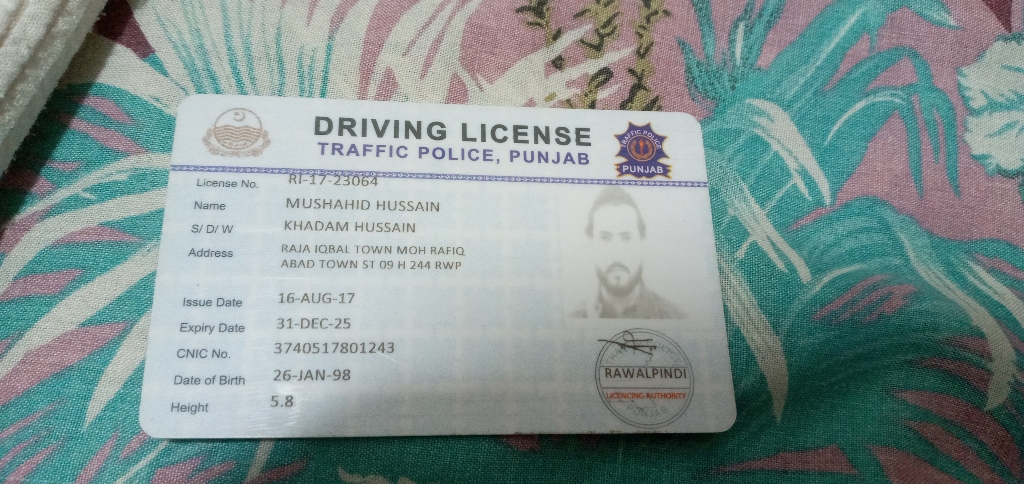 DRIVING LICENSE
TRAFFIC POLICE, PUNJAB
TRAFFIC POLICE
PUNJAB
License No. RI-17-23064
Name MUSHAHID HUSSAIN
S/ D/ W KHADAM HUSSAIN
Address RAJA IQBAL TOWN MOH RAFIQ
ABAD TOWN ST 09 H 244 RWP
Issue Date 16-AUG-17
Expiry Date 31-DEC-25
CNIC No. 3740517801243
Date of Birth 26-JAN-98
Height 5.8
RAWALPINDI
LICENCING AUTHORITY
PUNJAB